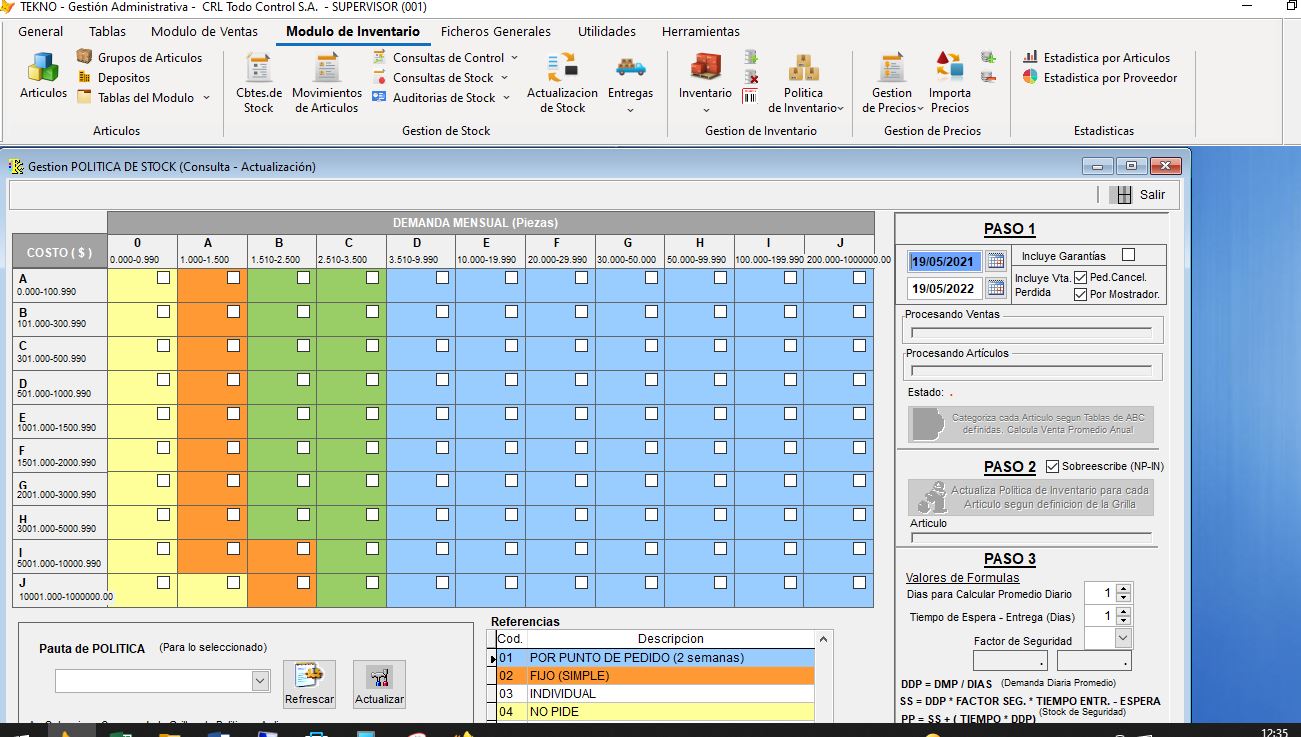 TEKNO - Gestión Administrativa - CRL Todo Control S.A. - SUPERVISOR (001)
General Tablas Modulo de Ventas Modulo de Inventario Ficheros Generales Utilidades Herramientas
Articulos
Grupos de Articulos
Depositos
Tablas del Modulo
Articulos
Cbtes.de Stock
Movimientos de Articulos
Consultas de Control
Consultas de Stock
Auditorias de Stock
Actualizacion de Stock
Entregas
Gestion de Stock
Inventario
Politica de Inventario
Gestion de Inventario
Gestion de Precios
Importa Precios
Gestion de Precios
Estadistica por Articulos
Estadistica por Proveedor
Estadisticas
Gestion POLITICA DE STOCK (Consulta - Actualización)
Salir
DEMANDA MENSUAL (Piezas)
COSTO ( $ )
0 A B C D E F G H I J
0.000-0.990 1.000-1.500 1.510-2.500 2.510-3.500 3.510-9.990 10.000-19.990 20.000-29.990 30.000-50.000 50.000-99.990 100.000-199.990 200.000-1000000.00
A
0.000-100.990
B
101.000-300.990
C
301.000-500.990
D
501.000-1000.990
E
1001.000-1500.990
F
1501.000-2000.990
G
2001.000-3000.990
H
3001.000-5000.990
I
5001.000-10000.990
J
10001.000-1000000.00
PASO 1
19/05/2021
19/05/2022
Incluye Garantías
Incluye Vta. Perdida
Ped.Cancel.
Por Mostrador.
Procesando Ventas
Procesando Artículos
Estado: .
Categoriza cada Articulo segun Tablas de ABC
definidas. Calcula Venta Promedio Anual
PASO 2
Sobreescribe (NP-IN)
Actualiza Politica de Inventario para cada
Articulo segun definicion de la Grilla
Articulo
PASO 3
Valores de Formulas
Dias para Calcular Promedio Diario 1
Tiempo de Espera - Entrega (Dias) 1
Factor de Seguridad
. .
DDP = DMP / DIAS (Demanda Diaria Promedio)
SS = DDP * FACTOR SEG. * TIEMPO ENTR. - ESPERA
(Stock de Seguridad)
PP = SS + ( TIEMPO * DDP)
Pauta de POLITICA (Para lo seleccionado)
Refrescar
Actualizar
Referencias
Cod. Descripcion
01 POR PUNTO DE PEDIDO (2 semanas)
02 FIJO (SIMPLE)
03 INDIVIDUAL
04 NO PIDE
12:35